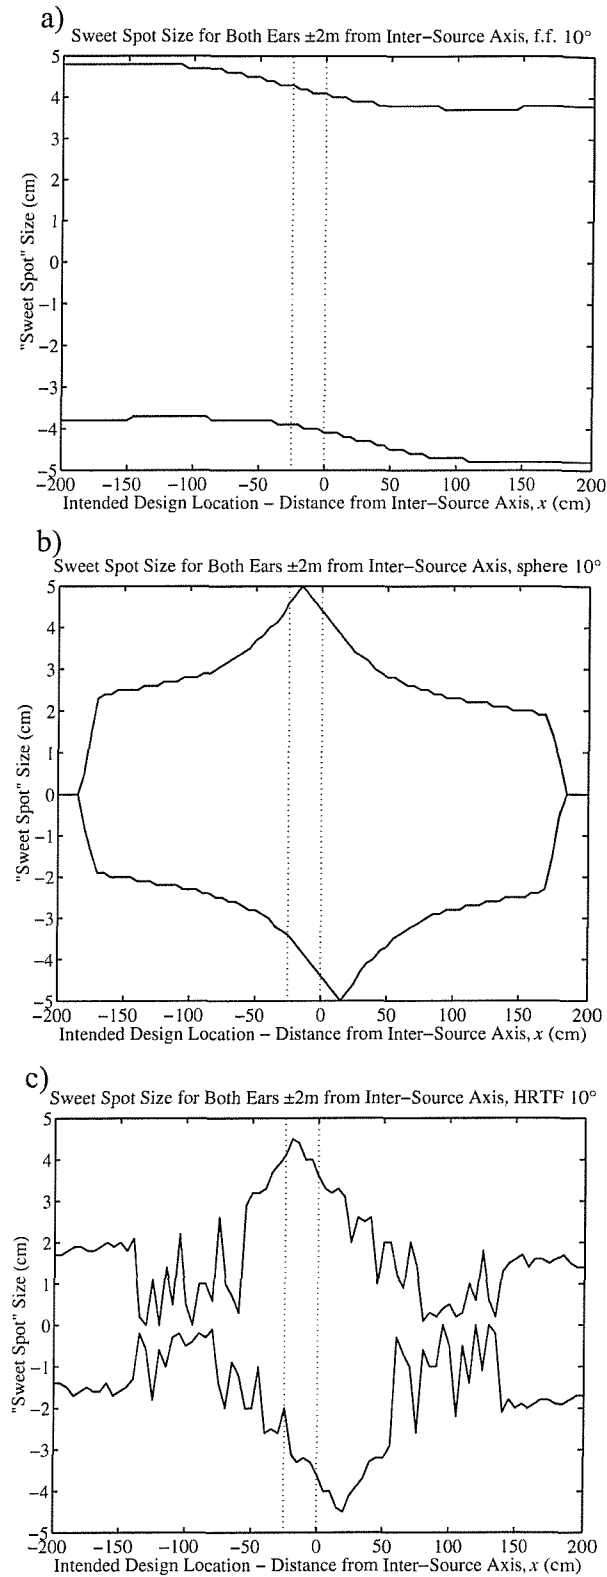 a)
Sweet Spot Size for Both Ears ±2m from Inter−Source Axis, f.f. 10°
5
4
3
2
1
0
−1
−2
−3
−4
−5
"Sweet Spot" Size (cm)
−200 −150 −100 −50 0 50 100 150 200
Intended Design Location − Distance from Inter−Source Axis, x (cm)
b)
Sweet Spot Size for Both Ears ±2m from Inter−Source Axis, sphere 10°
5
4
3
2
1
0
−1
−2
−3
−4
−5
"Sweet Spot" Size (cm)
−200 −150 −100 −50 0 50 100 150 200
Intended Design Location − Distance from Inter−Source Axis, x (cm)
c)
Sweet Spot Size for Both Ears ±2m from Inter−Source Axis, HRTF 10°
5
4
3
2
1
0
−1
−2
−3
−4
−5
"Sweet Spot" Size (cm)
−200 −150 −100 −50 0 50 100 150 200
Intended Design Location − Distance from Inter−Source Axis, x (cm)